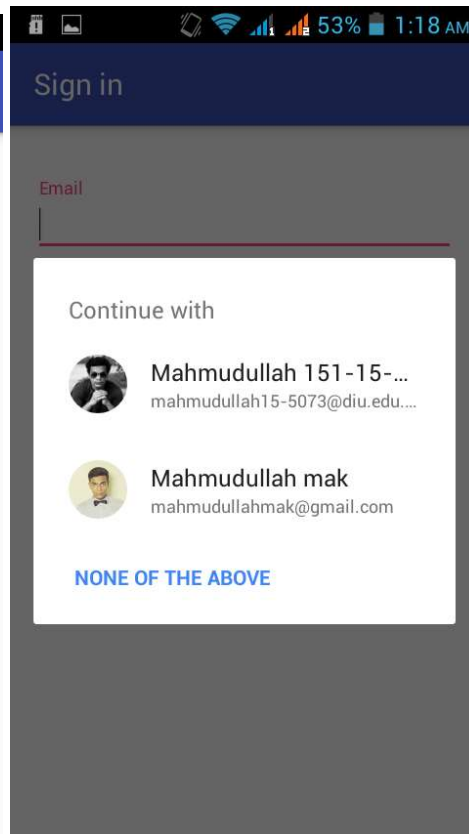 53% 1:18 AM
Sign in
Email
Continue with
Mahmudullah 151-15-...
mahmudullah15-5073@diu.edu....
Mahmudullah mak
mahmudullahmak@gmail.com
NONE OF THE ABOVE